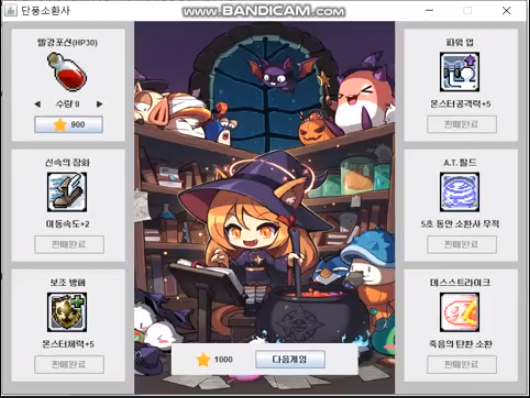 단풍소환사
www.BANDICAM.com
빨강포션(HP30)
수량 9
900
신속의 장화
이동속도+2
판매완료
보조 방패
몬스터체력+5
판매완료
1000
다음게임
파워 업
몬스터공격력+5
판매완료
A.T.필드
5초 동안 소환사 무적
판매완료
데스스트라이크
죽음의 탄환 소환
판매완료